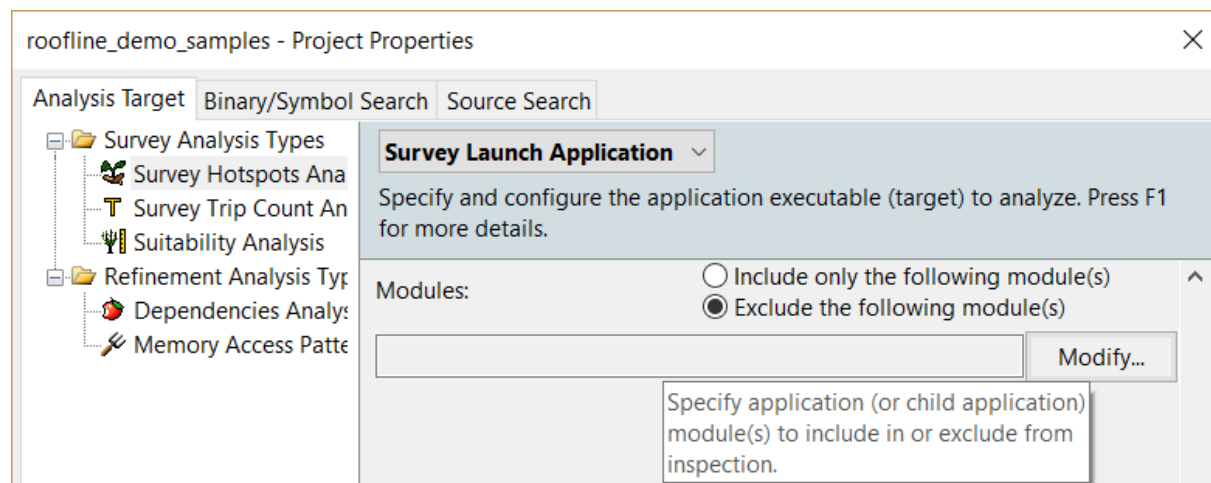 roofline_demo_samples - Project Properties
Analysis Target
Binary/Symbol Search
Source Search
Survey Analysis Types
Survey Hotspots Ana
Survey Trip Count An
Suitability Analysis
Refinement Analysis Typ
Dependencies Analys
Memory Access Patte
Survey Launch Application
Specify and configure the application executable (target) to analyze. Press F1
for more details.
Modules:
Include only the following module(s)
Exclude the following module(s)
Modify...
Specify application (or child application)
module(s) to include in or exclude from
inspection.